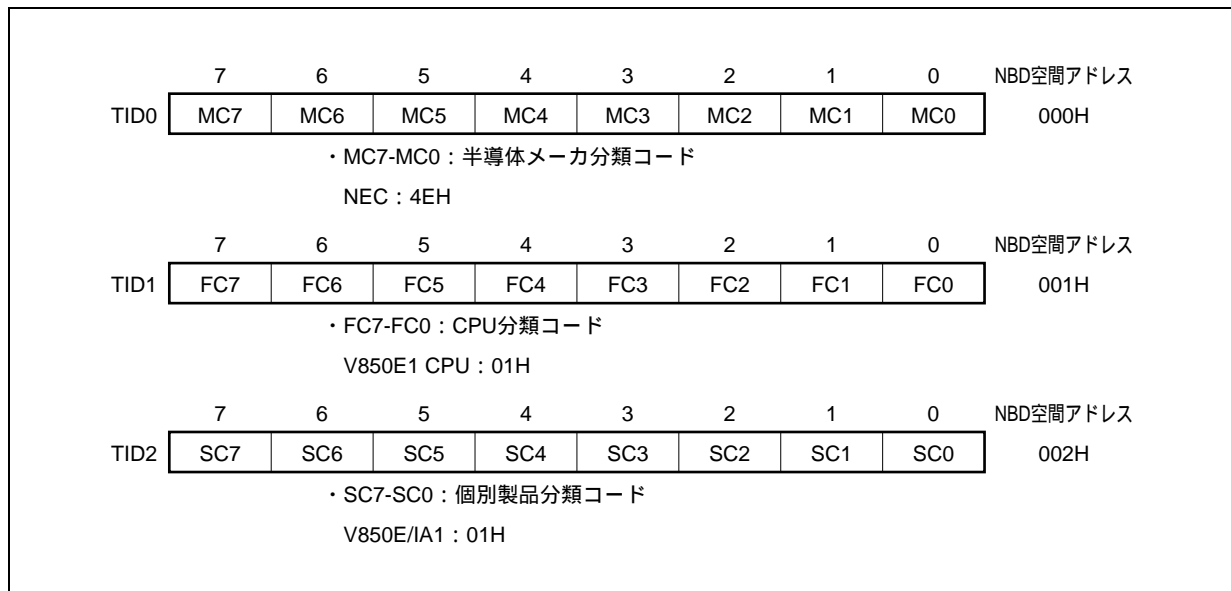 7 6 5 4 3 2 1 0 NBD空間アドレス
TID0 MC7 MC6 MC5 MC4 MC3 MC2 MC1 MC0 000H
・MC7-MC0：半導体メーカ分類コード
NEC：4EH
7 6 5 4 3 2 1 0 NBD空間アドレス
TID1 FC7 FC6 FC5 FC4 FC3 FC2 FC1 FC0 001H
・FC7-FC0：CPU分類コード
V850E1 CPU：01H
7 6 5 4 3 2 1 0 NBD空間アドレス
TID2 SC7 SC6 SC5 SC4 SC3 SC2 SC1 SC0 002H
・SC7-SC0：個別製品分類コード
V850E/IA1：01H